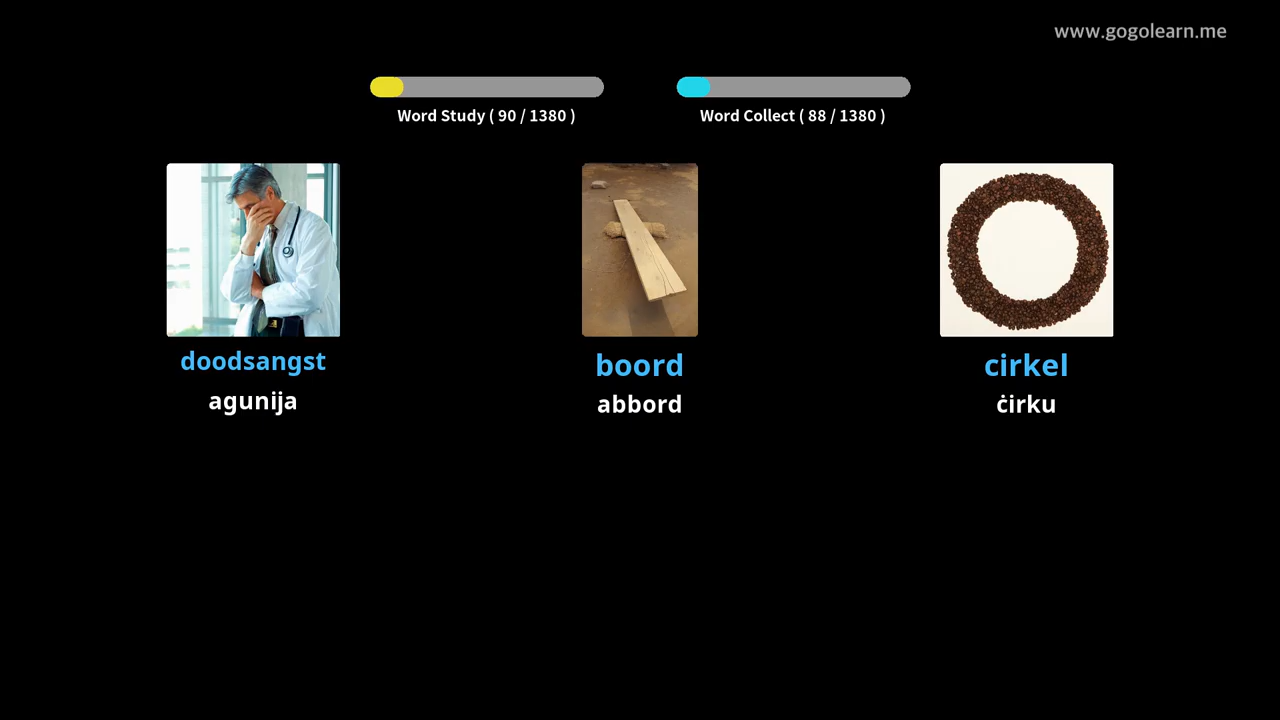 www.gogolearn.me
Word Study ( 90 / 1380 )
Word Collect ( 88 / 1380 )
doodsangst
boord
cirkel
agunija
abbord
ċirku